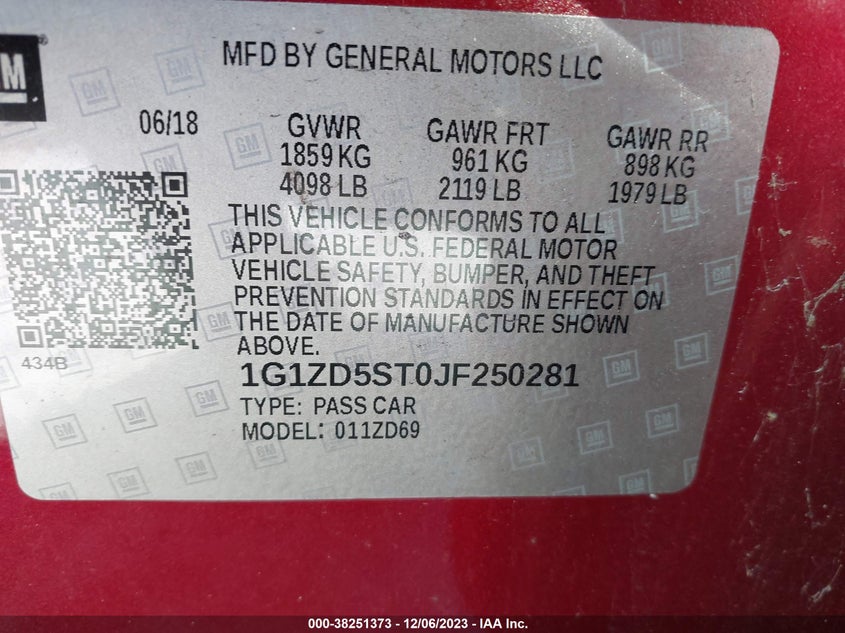 GM
MFD BY GENERAL MOTORS LLC
06/18 GVWR GAWR FRT GAWR RR
1859 KG 961 KG 898 KG
4098 LB 2119 LB 1979 LB
THIS VEHICLE CONFORMS TO ALL
APPLICABLE U.S. FEDERAL MOTOR
VEHICLE SAFETY, BUMPER, AND THEFT
PREVENTION STANDARDS IN EFFECT ON
THE DATE OF MANUFACTURE SHOWN
ABOVE.
434B
1G1ZD5ST0JF250281
TYPE: PASS CAR
MODEL: 011ZD69
000-38251373 - 12/06/2023 - IAA Inc.